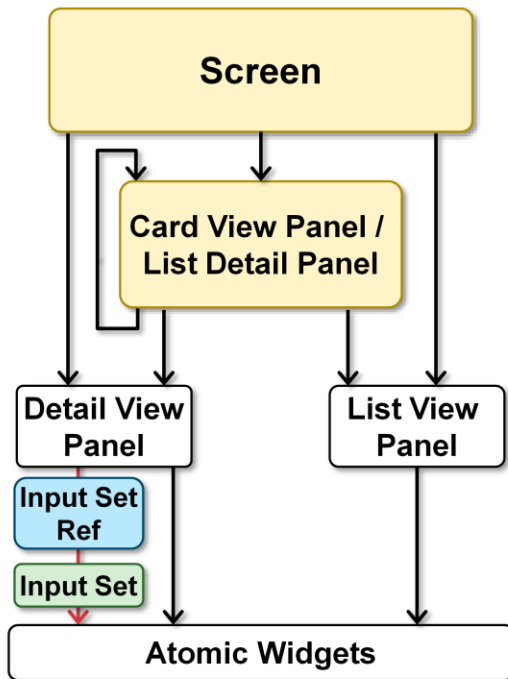 Screen
Card View Panel /
List Detail Panel
Detail View
Panel
List View
Panel
Input Set
Ref
Input Set
Atomic Widgets